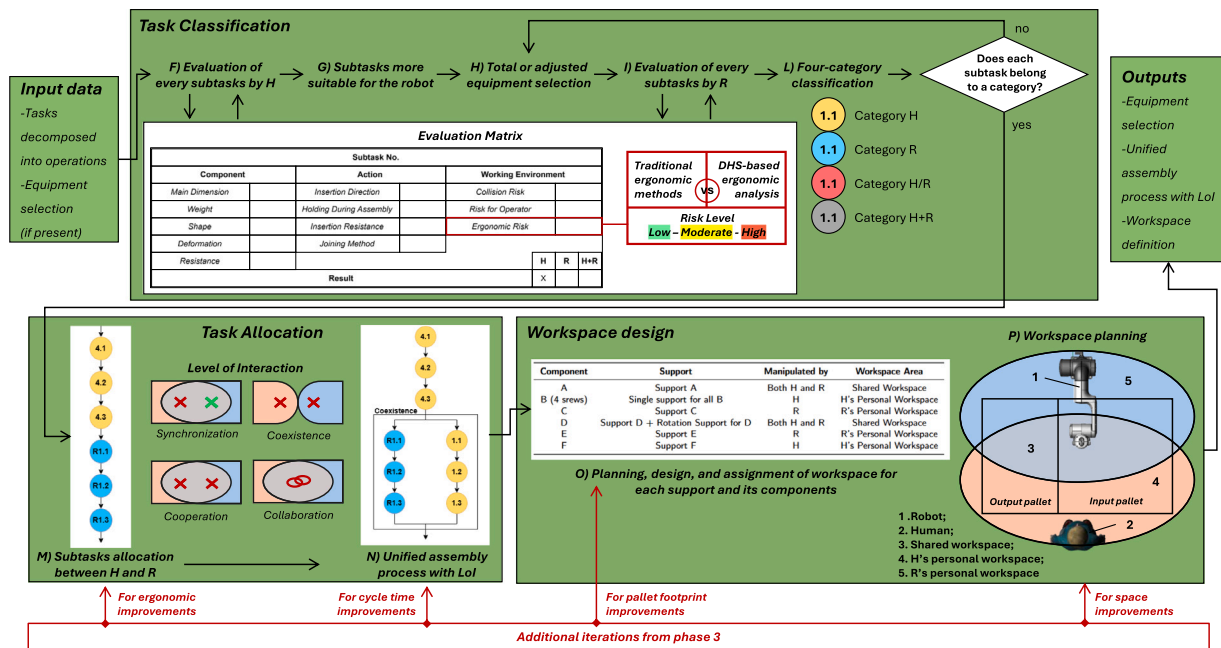 Task Classification
no
F) Evaluation of
every subtasks by H
G) Subtasks more
suitable for the robot
H) Total or adjusted
equipment selection
I) Evaluation of every
subtasks by R
L) Four-category
classification
Does each
subtask belong
to a category?
yes
Input data
-Tasks
decomposed
into operations
-Equipment
selection
(if present)
Outputs
-Equipment
selection
-Unified
assembly
process with LoI
-Workspace
definition
Evaluation Matrix
Subtask No.
Component Action Working Environment
Main Dimension Insertion Direction Collision Risk
Weight Holding During Assembly Risk for Operator
Shape Insertion Resistance Ergonomic Risk
Deformation Joining Method
Resistance H R H+R
Result X
Traditional
ergonomic
methods
vs
DHS-based
ergonomic
analysis
Risk Level
Low – Moderate - High
1.1 Category H
1.1 Category R
1.1 Category H/R
1.1 Category H+R
Task Allocation
4.1
4.2
4.3
R1.1
R1.2
R1.3
Level of Interaction
Synchronization
Coexistence
Cooperation
Collaboration
4.1
4.2
4.3
Coexistence
R1.1 1.1
R1.2 1.2
R1.3 1.3
M) Subtasks allocation
between H and R
N) Unified assembly
process with LoI
Workspace design
Component Support Manipulated by Workspace Area
A Support A Both H and R Shared Workspace
B (4 srews) Single support for all B H H's Personal Workspace
C Support C R R's Personal Workspace
D Support D + Rotation Support for D Both H and R Shared Workspace
E Support E R R's Personal Workspace
F Support F H H's Personal Workspace
O) Planning, design, and assignment of workspace for
each support and its components
P) Workspace planning
1
5
3
4
Output pallet
Input pallet
2
1 .Robot;
2. Human;
3. Shared workspace;
4. H's personal workspace;
5. R's personal workspace
For ergonomic
improvements
For cycle time
improvements
For pallet footprint
improvements
For space
improvements
Additional iterations from phase 3